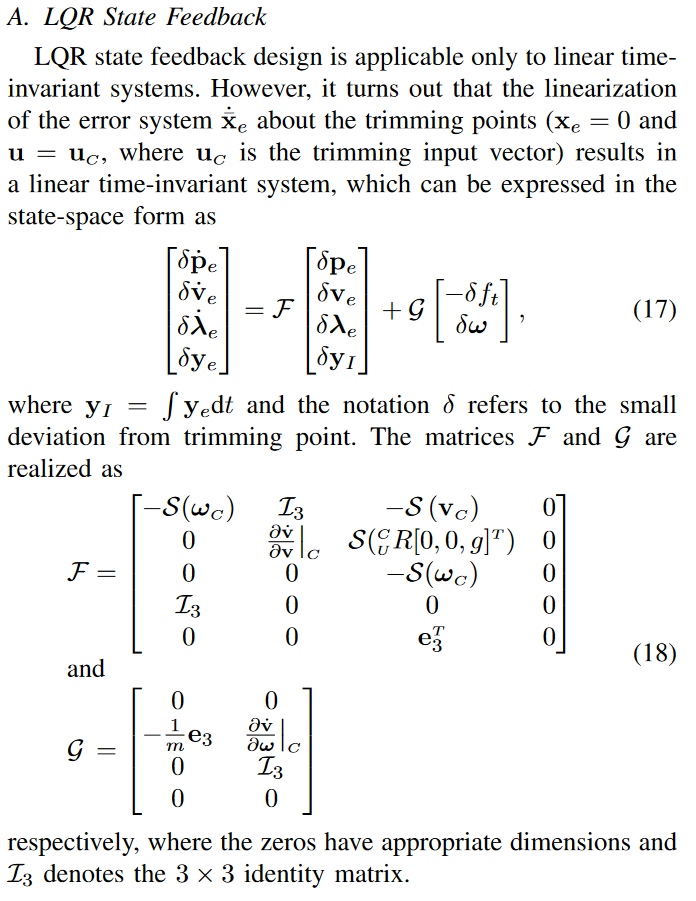 A. LQR State Feedback
LQR state feedback design is applicable only to linear time-
invariant systems. However, it turns out that the linearization
of the error system $\dot{\bar{\mathbf{x}}}_e$ about the trimming points ($\mathbf{x}_e = 0$ and
$\mathbf{u} = \mathbf{u}_C$, where $\mathbf{u}_C$ is the trimming input vector) results in
a linear time-invariant system, which can be expressed in the
state-space form as
$$\begin{bmatrix} \delta\dot{\mathbf{p}}_e \\ \delta\dot{\mathbf{v}}_e \\ \delta\dot{\boldsymbol{\lambda}}_e \\ \delta\mathbf{y}_e \end{bmatrix} = \mathcal{F} \begin{bmatrix} \delta\mathbf{p}_e \\ \delta\mathbf{v}_e \\ \delta\boldsymbol{\lambda}_e \\ \delta\mathbf{y}_I \end{bmatrix} + \mathcal{G} \begin{bmatrix} -\delta f_t \\ \delta\boldsymbol{\omega} \end{bmatrix}, \quad (17)$$
where $\mathbf{y}_I = \int \mathbf{y}_e \mathrm{d}t$ and the notation $\delta$ refers to the small
deviation from trimming point. The matrices $\mathcal{F}$ and $\mathcal{G}$ are
realized as
$$\mathcal{F} = \begin{bmatrix} -\mathcal{S}(\boldsymbol{\omega}_C) & \mathcal{I}_3 & -\mathcal{S}(\mathbf{v}_C) & 0 \\ 0 & \left.\frac{\partial\dot{\mathbf{v}}}{\partial\mathbf{v}}\right|_C & \mathcal{S}({}^C_U R[0,0,g]^T) & 0 \\ 0 & 0 & -\mathcal{S}(\boldsymbol{\omega}_C) & 0 \\ \mathcal{I}_3 & 0 & 0 & 0 \\ 0 & 0 & \mathbf{e}_3^T & 0 \end{bmatrix}$$
and (18)
$$\mathcal{G} = \begin{bmatrix} 0 & 0 \\ -\frac{1}{m}\mathbf{e}_3 & \left.\frac{\partial\dot{\mathbf{v}}}{\partial\boldsymbol{\omega}}\right|_C \\ 0 & \mathcal{I}_3 \\ 0 & 0 \end{bmatrix}$$
respectively, where the zeros have appropriate dimensions and
$\mathcal{I}_3$ denotes the $3 \times 3$ identity matrix.